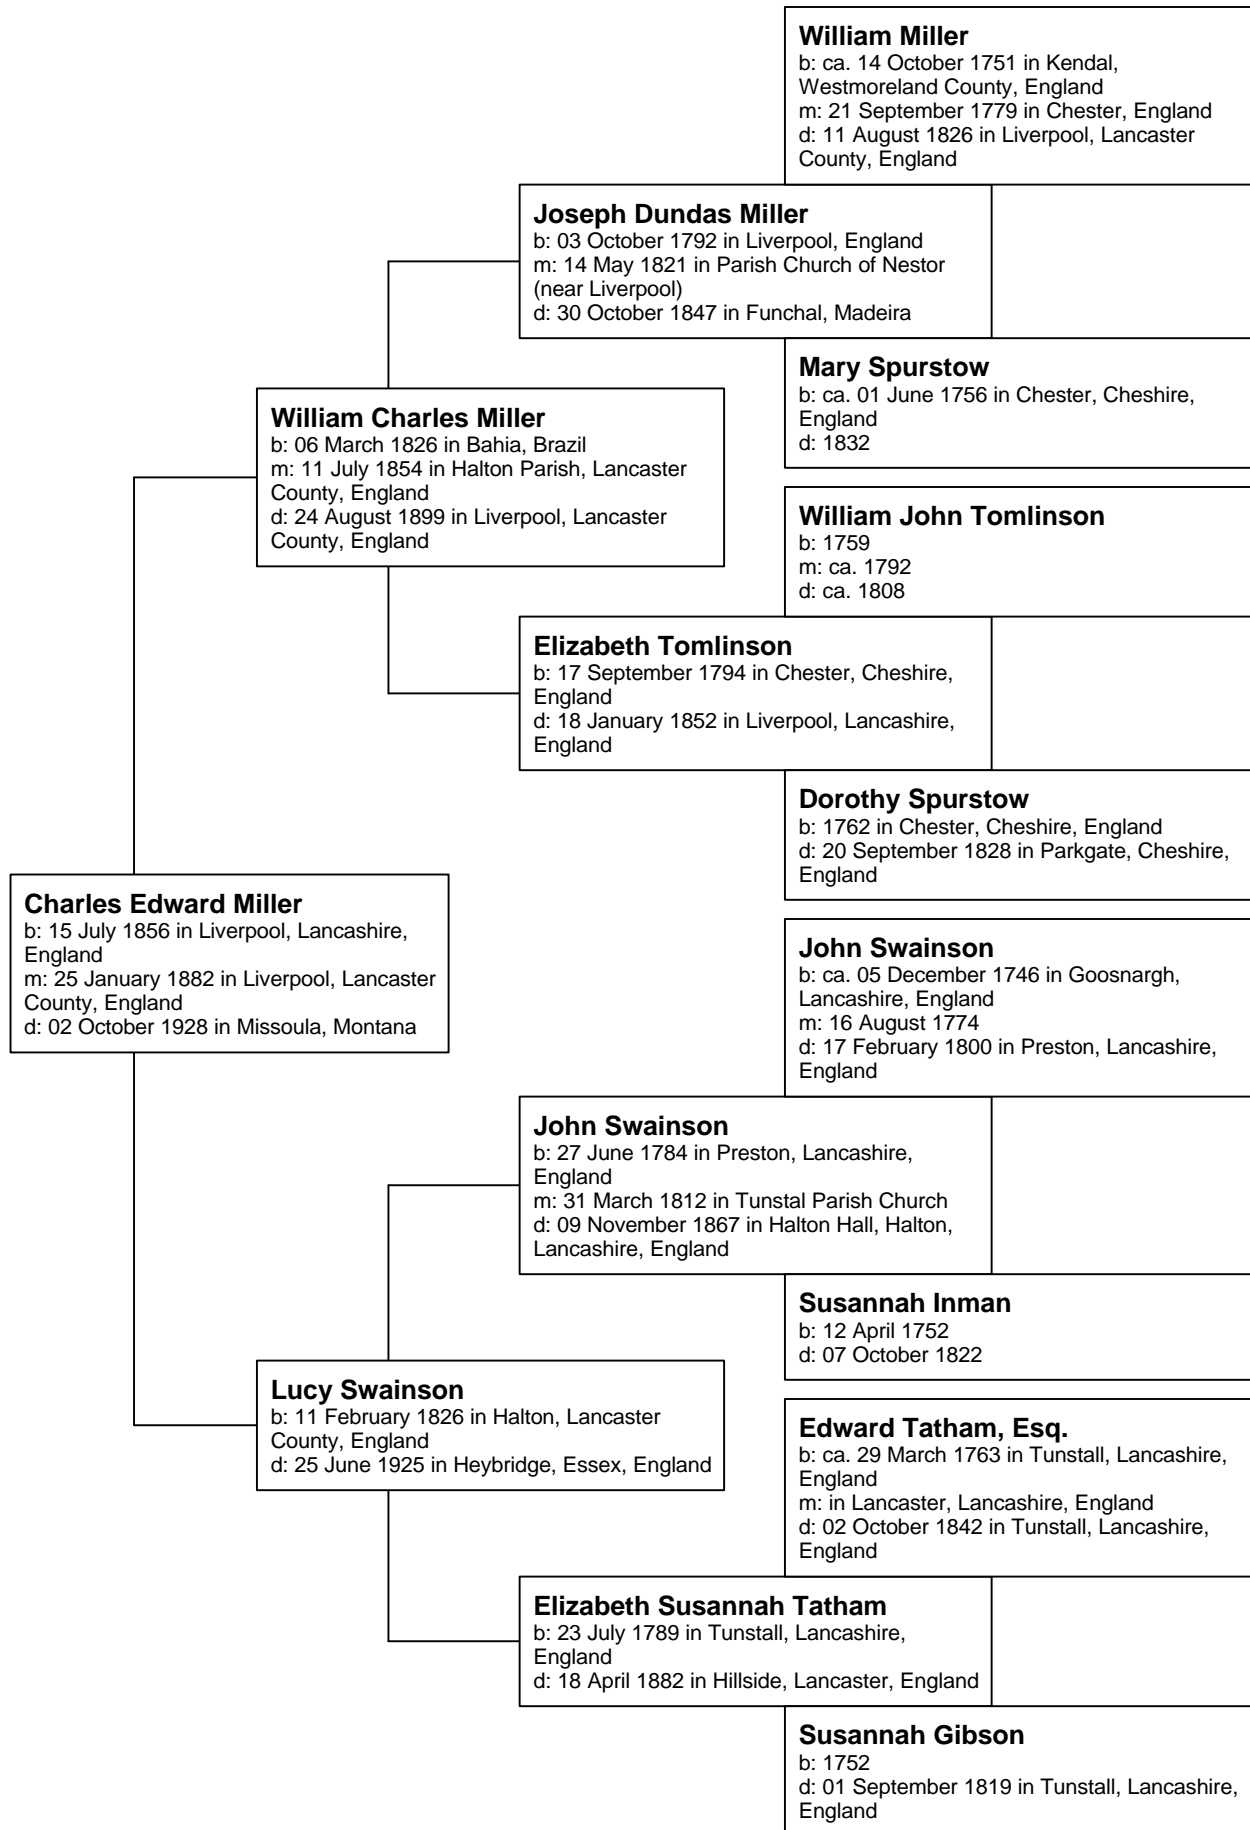 William Miller
b: ca. 14 October 1751 in Kendal,
Westmoreland County, England
m: 21 September 1779 in Chester, England
d: 11 August 1826 in Liverpool, Lancaster
County, England
Joseph Dundas Miller
b: 03 October 1792 in Liverpool, England
m: 14 May 1821 in Parish Church of Nestor
(near Liverpool)
d: 30 October 1847 in Funchal, Madeira
Mary Spurstow
b: ca. 01 June 1756 in Chester, Cheshire,
England
d: 1832
William Charles Miller
b: 06 March 1826 in Bahia, Brazil
m: 11 July 1854 in Halton Parish, Lancaster
County, England
d: 24 August 1899 in Liverpool, Lancaster
County, England
William John Tomlinson
b: 1759
m: ca. 1792
d: ca. 1808
Elizabeth Tomlinson
b: 17 September 1794 in Chester, Cheshire,
England
d: 18 January 1852 in Liverpool, Lancashire,
England
Dorothy Spurstow
b: 1762 in Chester, Cheshire, England
d: 20 September 1828 in Parkgate, Cheshire,
England
Charles Edward Miller
b: 15 July 1856 in Liverpool, Lancashire,
England
m: 25 January 1882 in Liverpool, Lancaster
County, England
d: 02 October 1928 in Missoula, Montana
John Swainson
b: ca. 05 December 1746 in Goosnargh,
Lancashire, England
m: 16 August 1774
d: 17 February 1800 in Preston, Lancashire,
England
John Swainson
b: 27 June 1784 in Preston, Lancashire,
England
m: 31 March 1812 in Tunstal Parish Church
d: 09 November 1867 in Halton Hall, Halton,
Lancashire, England
Susannah Inman
b: 12 April 1752
d: 07 October 1822
Lucy Swainson
b: 11 February 1826 in Halton, Lancaster
County, England
d: 25 June 1925 in Heybridge, Essex, England
Edward Tatham, Esq.
b: ca. 29 March 1763 in Tunstall, Lancashire,
England
m: in Lancaster, Lancashire, England
d: 02 October 1842 in Tunstall, Lancashire,
England
Elizabeth Susannah Tatham
b: 23 July 1789 in Tunstall, Lancashire,
England
d: 18 April 1882 in Hillside, Lancaster, England
Susannah Gibson
b: 1752
d: 01 September 1819 in Tunstall, Lancashire,
England